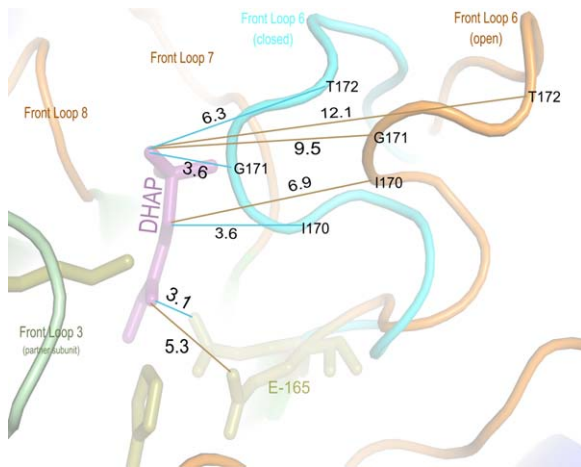 Front Loop 6
(closed)
Front Loop 6
(open)
Front Loop 7
Front Loop 8
T172
T172
6.3
12.1
G171
9.5
3.6
G171
6.9
I170
DHAP
3.6
I170
3.1
Front Loop 3
(partner subunit)
5.3
E-165